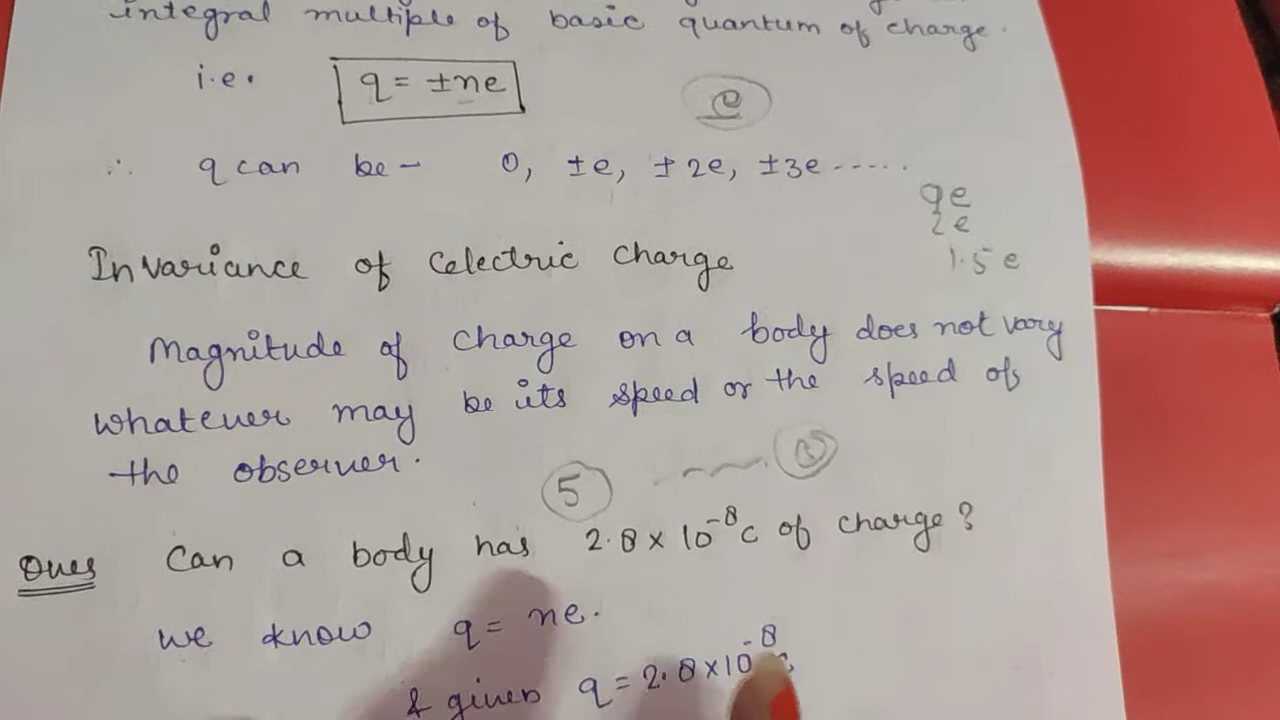 integral multiple of basic quantum of charge.
i.e. q = ±ne
e
∴ q can be — 0, ±e, ±2e, ±3e -----.
qe
2e
1.5 e
Invariance of electric charge
Magnitude of charge on a body does not vary
whatever may be its speed or the speed of
the observer.
5
Ques Can a body has 2.8 × 10⁻⁸ C of charge?
we know q = ne.
& given q = 2.8 × 10⁻⁸